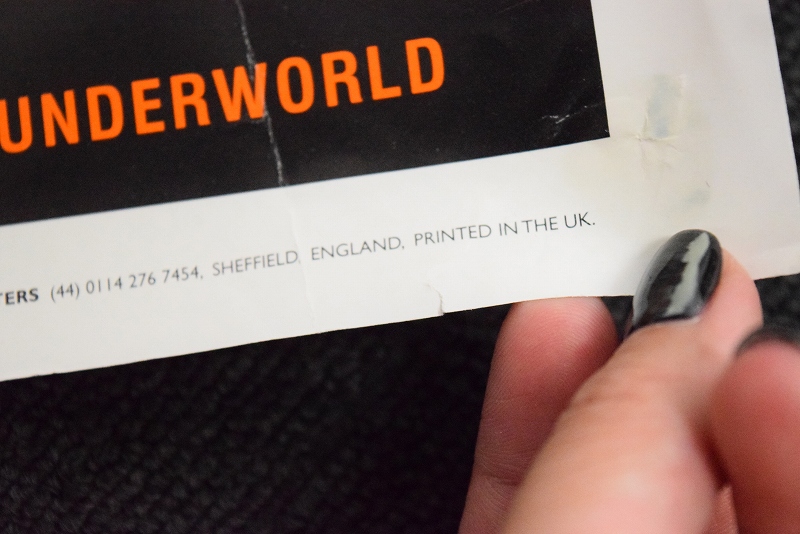 UNDERWORLD
TERS (44) 0114 276 7454, SHEFFIELD, ENGLAND, PRINTED IN THE UK.